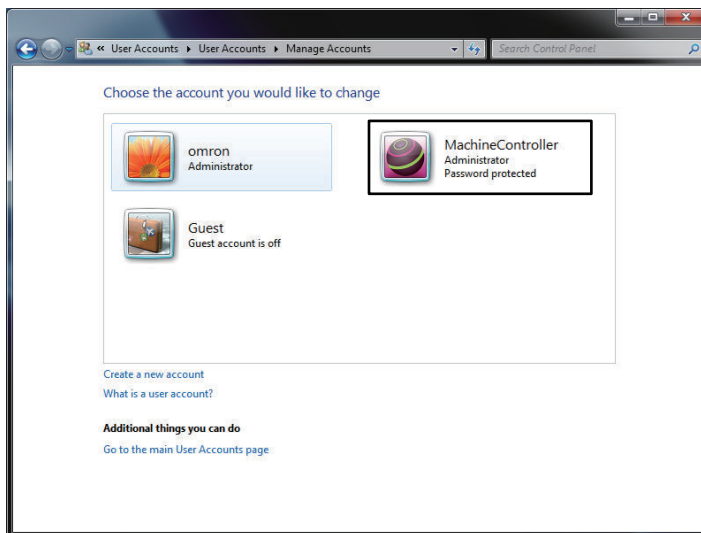 « User Accounts ▸ User Accounts ▸ Manage Accounts
Search Control Panel
Choose the account you would like to change
omron
Administrator
MachineController
Administrator
Password protected
Guest
Guest account is off
Create a new account
What is a user account?
Additional things you can do
Go to the main User Accounts page